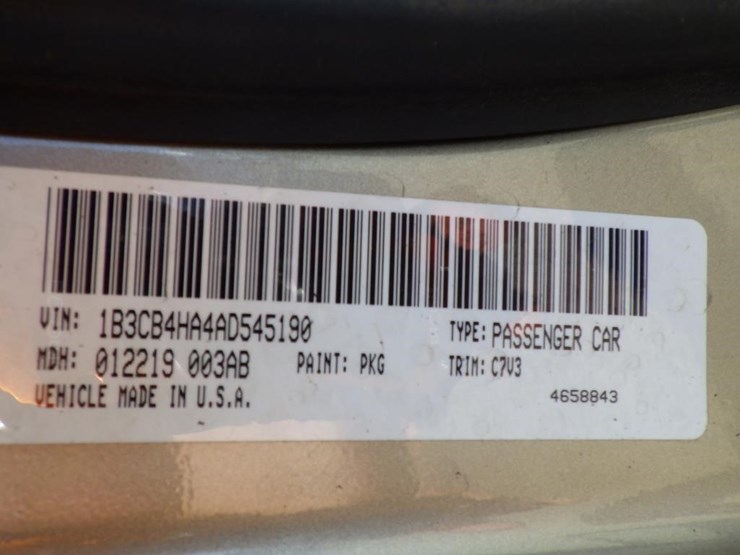 VIN: 1B3CB4HA4AD545190 TYPE: PASSENGER CAR
MDH: 012219 003AB PAINT: PKG TRIM: C7V3
VEHICLE MADE IN U.S.A. 4658843